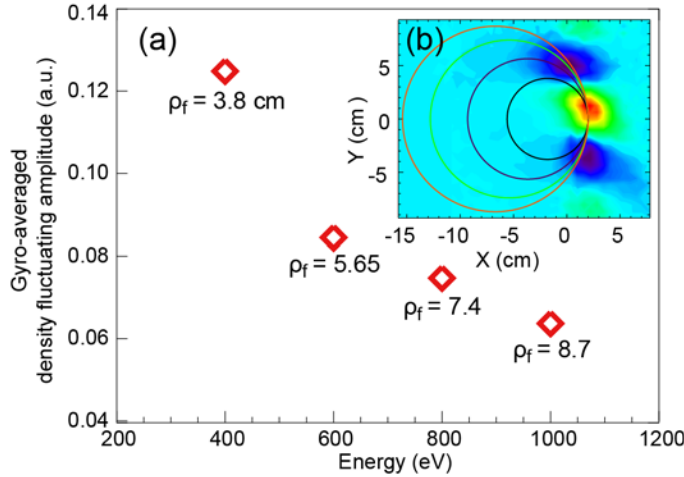 0.14
(a)
(b)
0.12
ρf = 3.8 cm
5
0
-5
Y (cm)
-15 -10 -5 0 5
X (cm)
0.10
Gyro-averaged
density fluctuating amplitude (a.u.)
0.08
ρf = 5.65
ρf = 7.4
0.06
ρf = 8.7
0.04
200 400 600 800 1000 1200
Energy (eV)